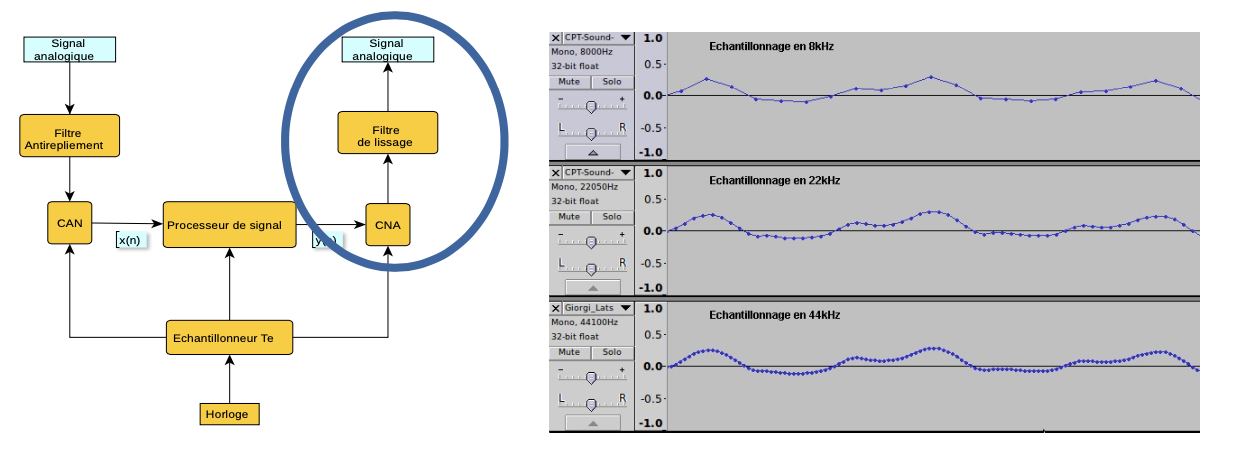 Signal
analogique
Filtre
Antirepliement
CAN
x(n)
Processeur de signal
y(n)
CNA
Filtre
de lissage
Signal
analogique
Echantillonneur Te
Horloge
CPT-Sound-
Mono, 8000Hz
32-bit float
Mute Solo
- +
L R
1.0
0.5
0.0
-0.5
-1.0
Echantillonnage en 8kHz
CPT-Sound-
Mono, 22050Hz
32-bit float
Mute Solo
- +
L R
1.0
0.5
0.0
-0.5
-1.0
Echantillonnage en 22kHz
Giorgi_Lats
Mono, 44100Hz
32-bit float
Mute Solo
- +
L R
1.0
0.5
0.0
-0.5
-1.0
Echantillonnage en 44kHz